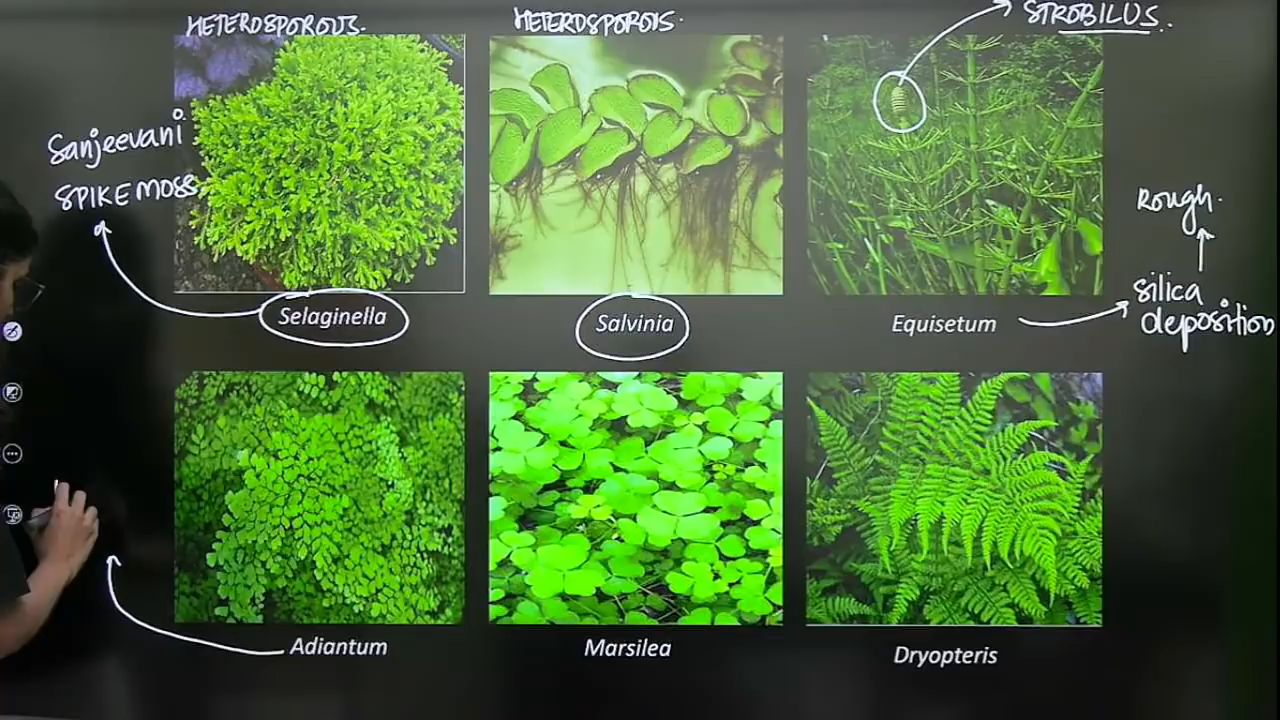 HETEROSPOROUS.
HETEROSPOROUS.
STROBILUS.
Sanjeevani
SPIKE MOSS
Rough.
Silica
deposition
Selaginella
Salvinia
Equisetum
Adiantum
Marsilea
Dryopteris